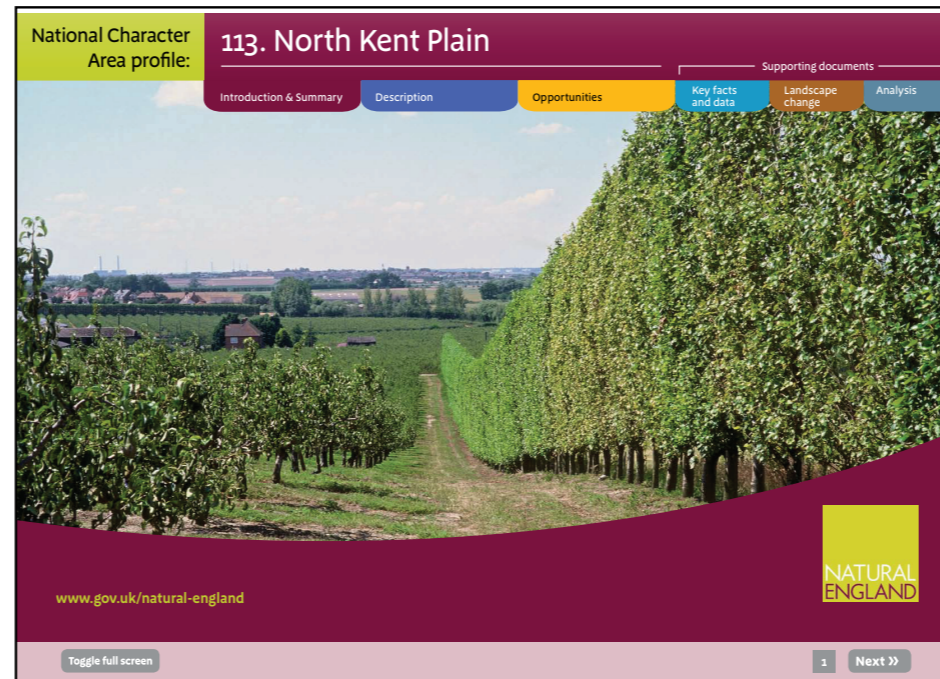 National Character
Area profile:
113. North Kent Plain
Supporting documents
Introduction & Summary
Description
Opportunities
Key facts
and data
Landscape
change
Analysis
www.gov.uk/natural-england
NATURAL
ENGLAND
Toggle full screen
1
Next »